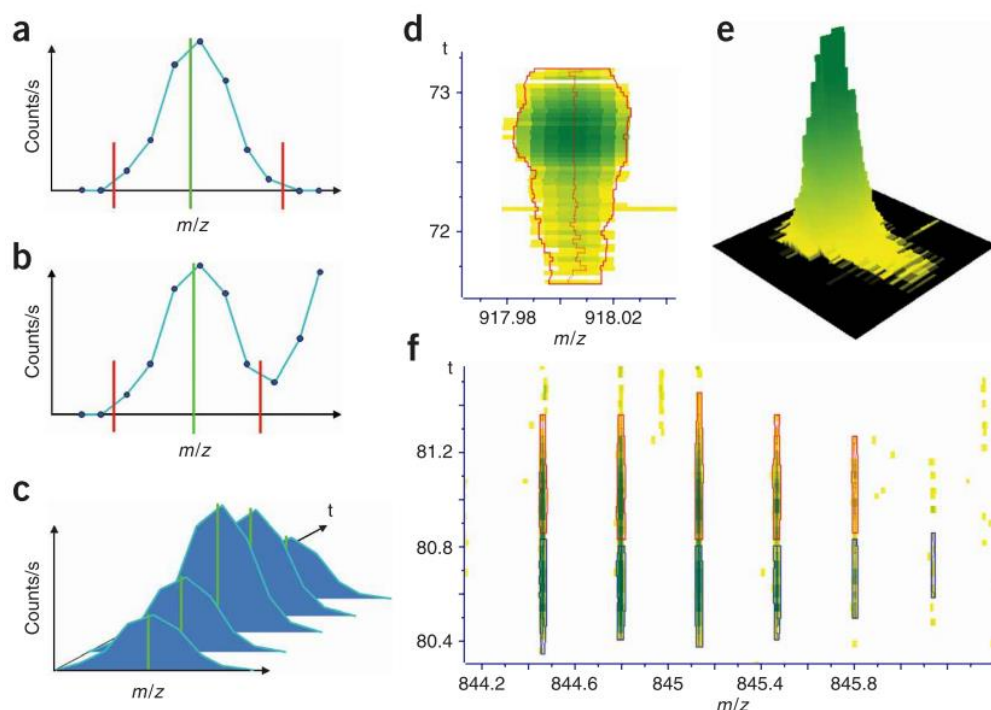 a
Counts/s
m/z
b
Counts/s
m/z
c
Counts/s
t
m/z
d
t
73
72
917.98
918.02
m/z
e
f
t
81.2
80.8
80.4
844.2
844.6
845
845.4
845.8
m/z